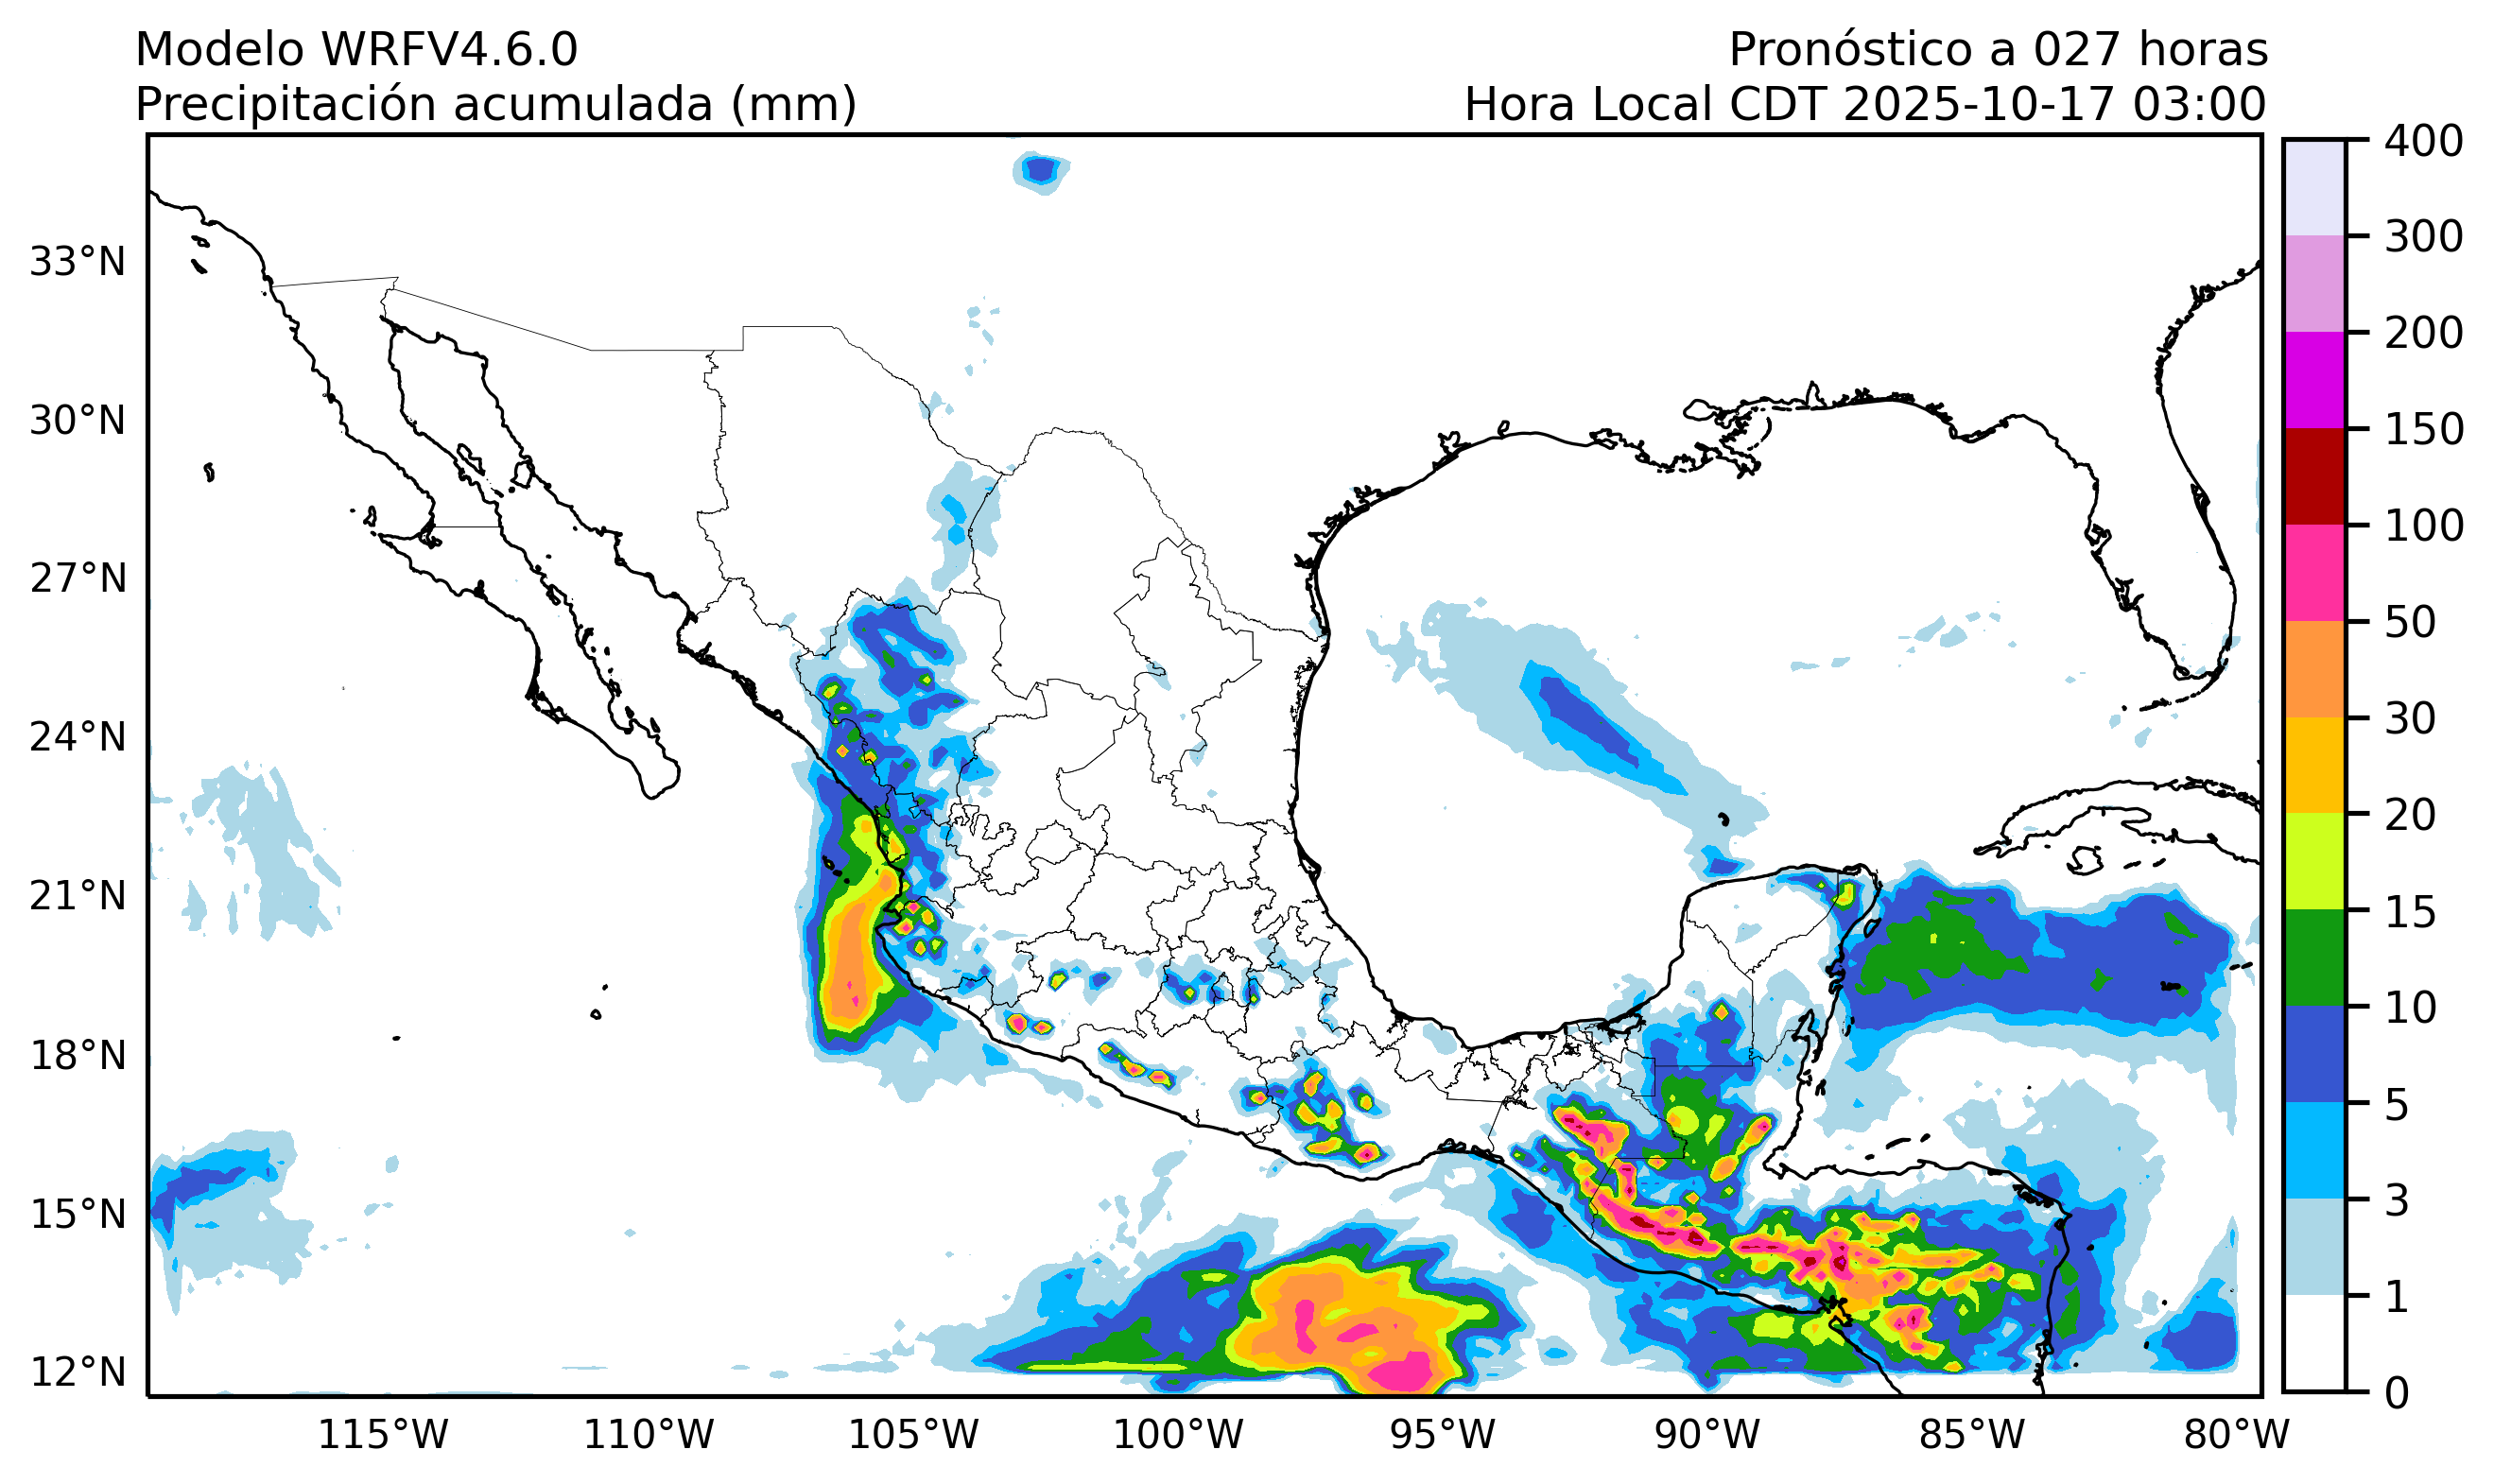 Modelo WRFV4.6.0
Pronóstico a 027 horas
Precipitación acumulada (mm)
Hora Local CDT 2025-10-17 03:00
33°N
30°N
27°N
24°N
21°N
18°N
15°N
12°N
115°W
110°W
105°W
100°W
95°W
90°W
85°W
80°W
400
300
200
150
100
50
30
20
15
10
5
3
1
0